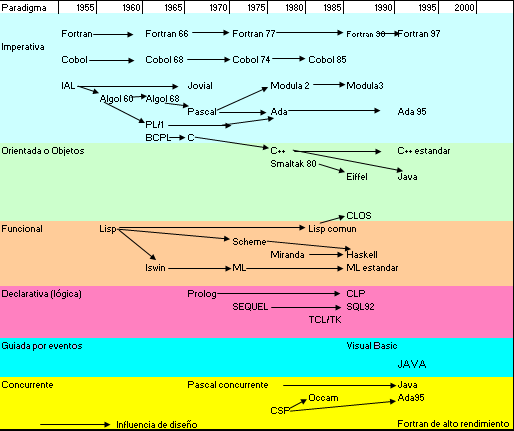 Paradigma 1955 1960 1965 1970 1975 1980 1985 1990 1995 2000
Fortran Fortran 66 Fortran 77 Fortran 90 Fortran 97
Imperativa
Cobol Cobol 68 Cobol 74 Cobol 85
IAL Jovial Modula 2 Modula3
Algol 60 Algol 68
Pascal Ada Ada 95
PL/1
BCPL C
Orientada o Objetos C++ C++ estandar
Smaltak 80
Eiffel Java
CLOS
Funcional Lisp Lisp comun
Scheme
Miranda Haskell
Iswin ML ML estandar
Declarativa (lógica) Prolog CLP
SEQUEL SQL92
TCL/TK
Guiada por eventos Visual Basic
JAVA
Concurrente Pascal concurrente Java
Occam Ada95
CSP
Influencia de diseño Fortran de alto rendimiento